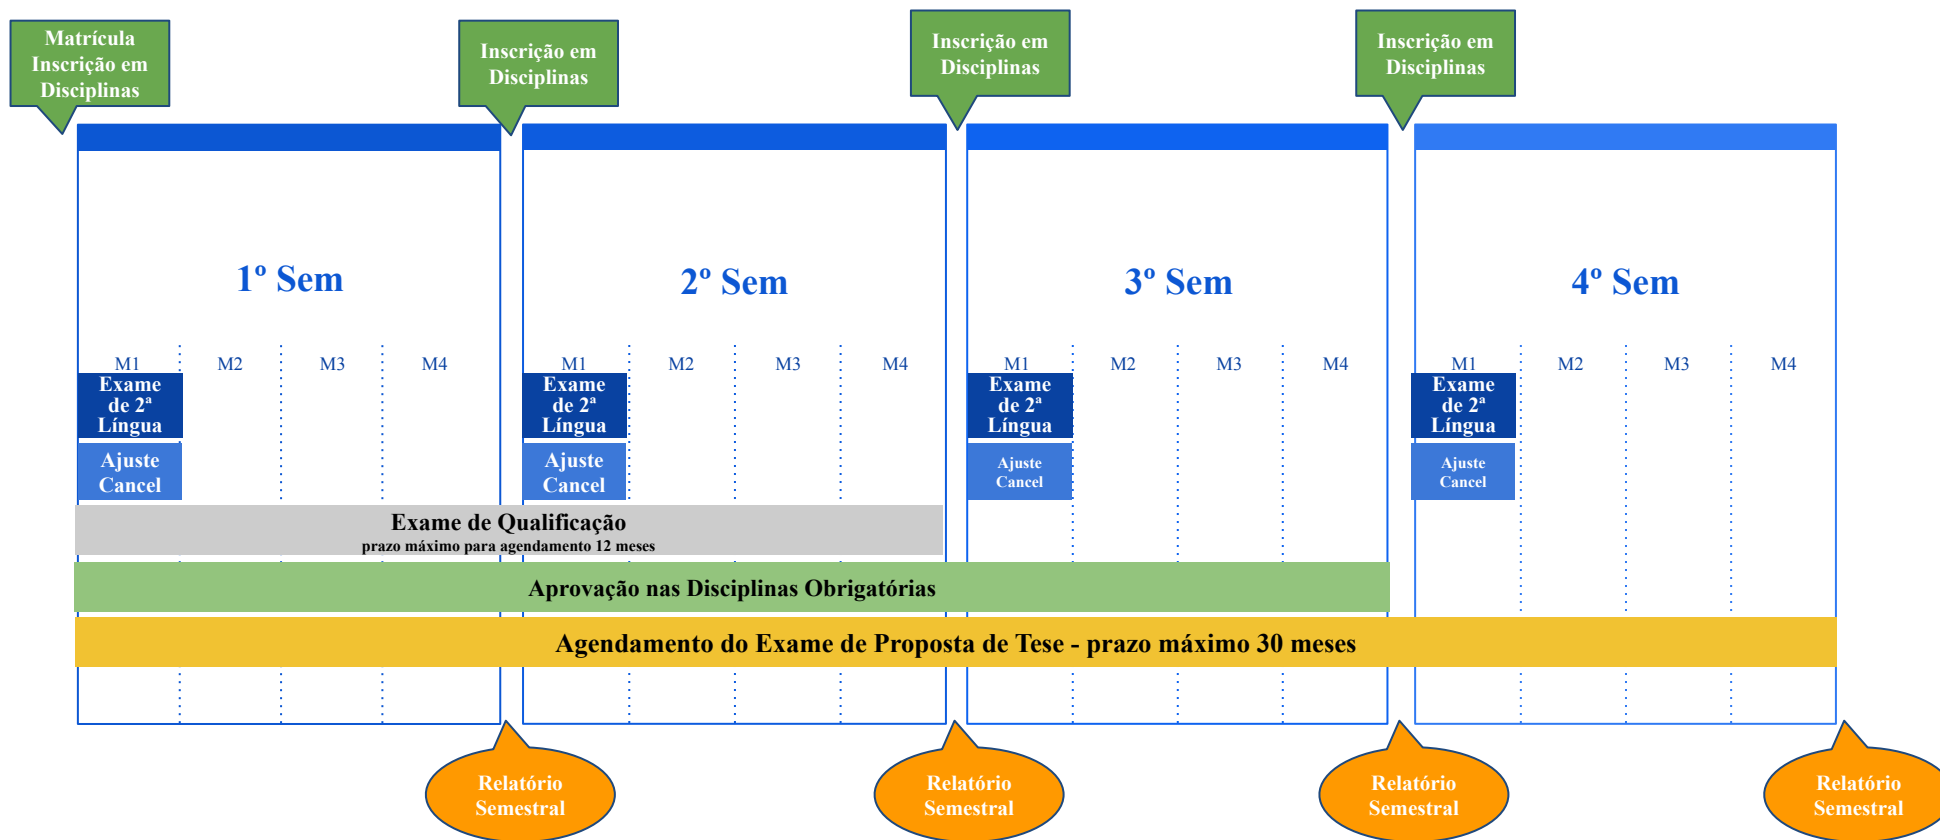 Matrícula
Inscrição em
Disciplinas
Inscrição em
Disciplinas
Inscrição em
Disciplinas
Inscrição em
Disciplinas
1º Sem
2º Sem
3º Sem
4º Sem
M1 M2 M3 M4
M1 M2 M3 M4
M1 M2 M3 M4
M1 M2 M3 M4
Exame
de 2ª
Língua
Exame
de 2ª
Língua
Exame
de 2ª
Língua
Exame
de 2ª
Língua
Ajuste
Cancel
Ajuste
Cancel
Ajuste
Cancel
Ajuste
Cancel
Exame de Qualificação
prazo máximo para agendamento 12 meses
Aprovação nas Disciplinas Obrigatórias
Agendamento do Exame de Proposta de Tese - prazo máximo 30 meses
Relatório
Semestral
Relatório
Semestral
Relatório
Semestral
Relatório
Semestral